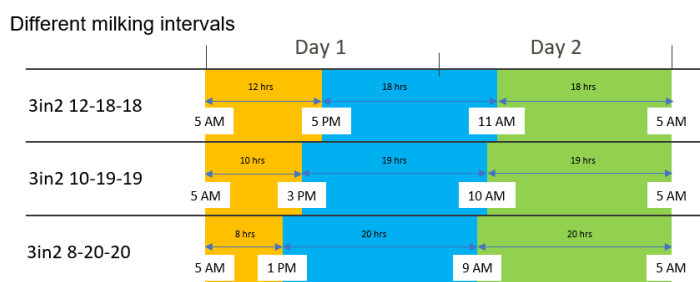 Different milking intervals
Day 1 Day 2
12 hrs 18 hrs 18 hrs
3in2 12-18-18
5 AM 5 PM 11 AM 5 AM
10 hrs 19 hrs 19 hrs
3in2 10-19-19
5 AM 3 PM 10 AM 5 AM
8 hrs 20 hrs 20 hrs
3in2 8-20-20
5 AM 1 PM 9 AM 5 AM